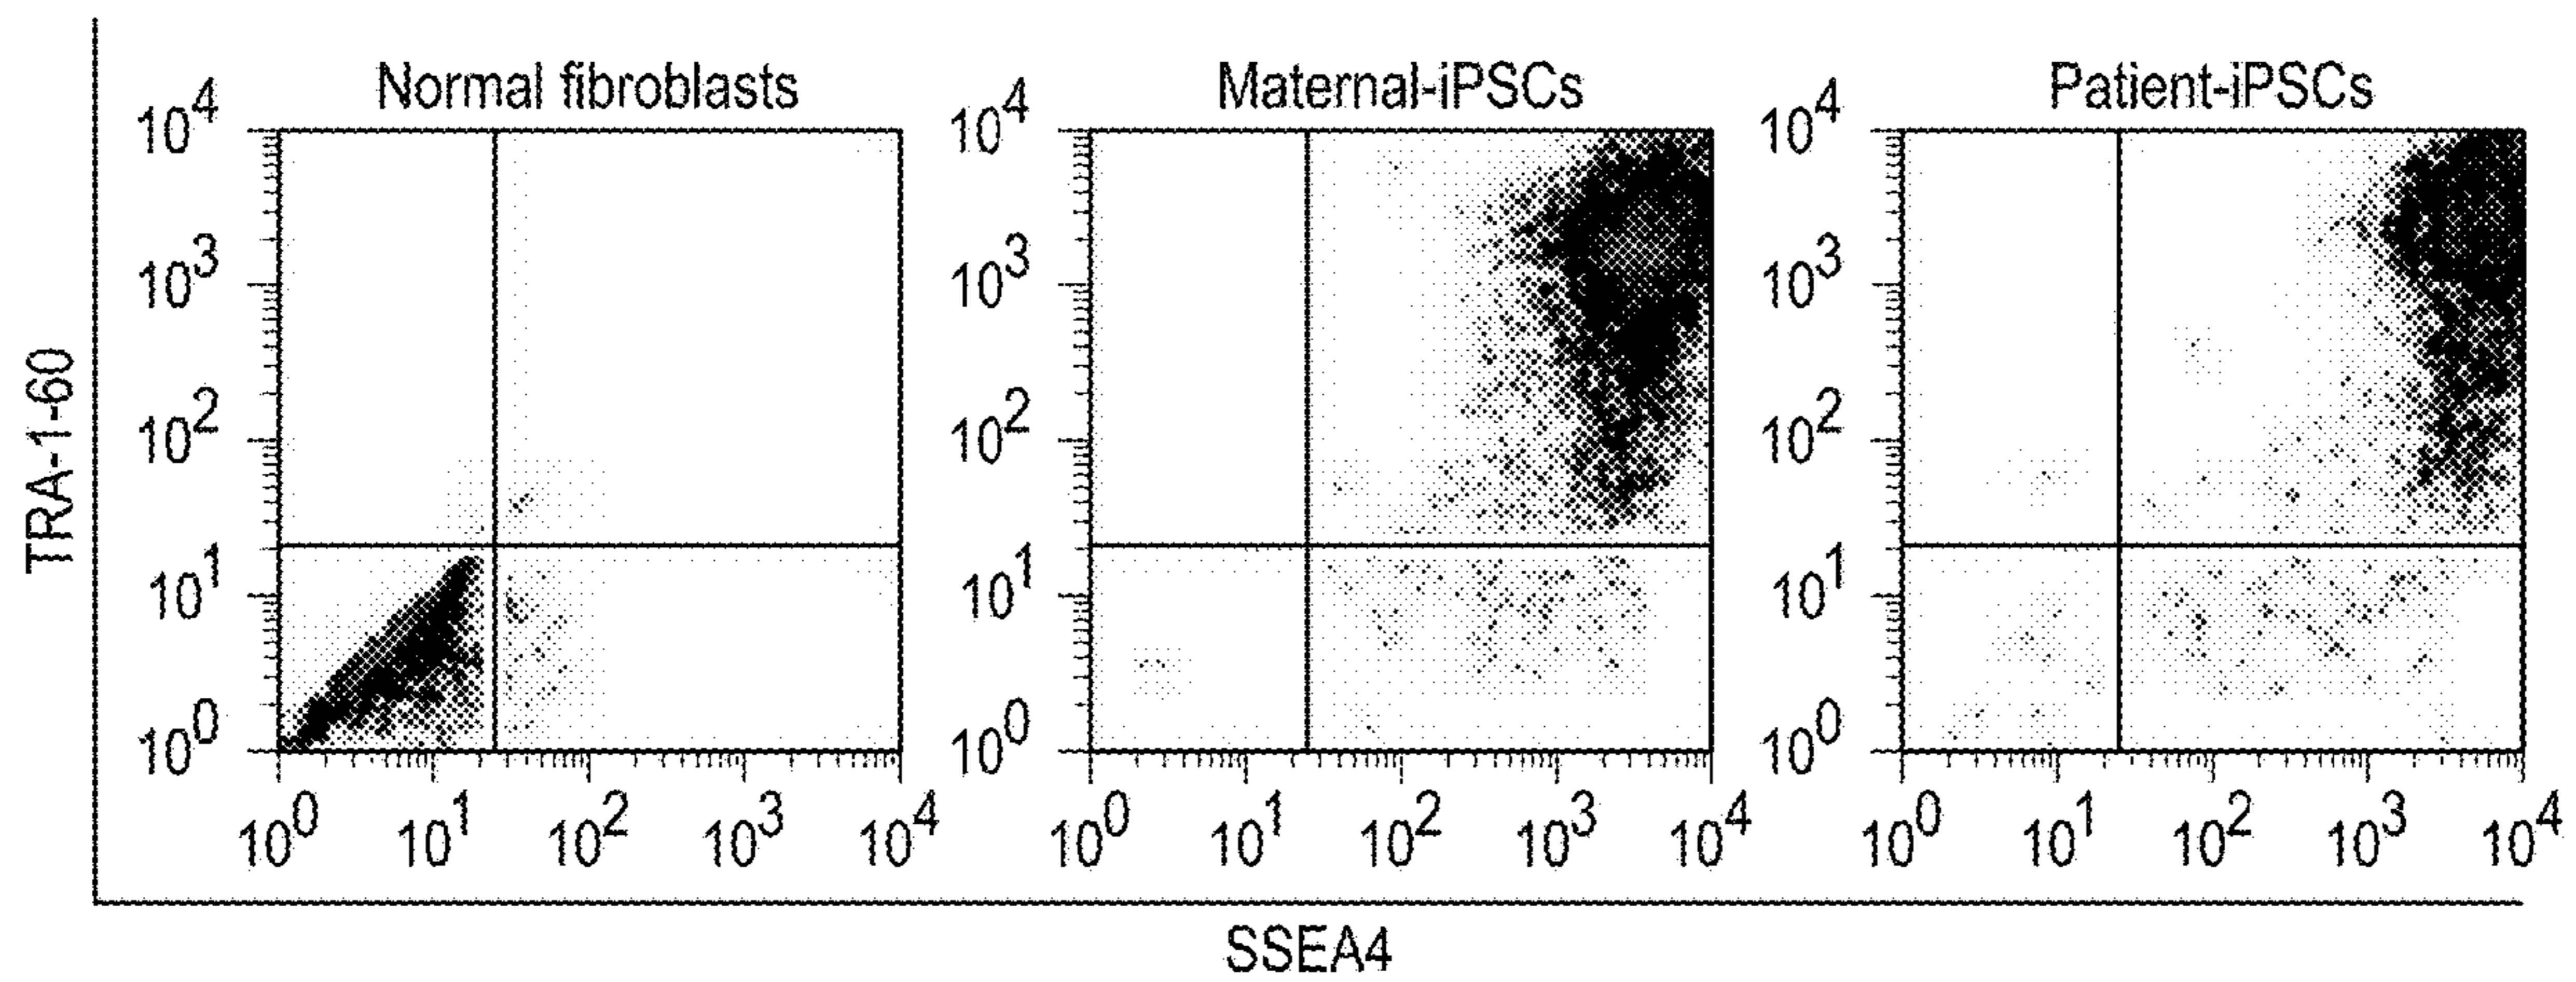 Normal fibroblasts Maternal-iPSCs Patient-iPSCs
10^4 10^4 10^4
10^3 10^3 10^3
10^2 10^2 10^2
10^1 10^1 10^1
10^0 10^0 10^0
10^0 10^1 10^2 10^3 10^4 10^0 10^1 10^2 10^3 10^4 10^0 10^1 10^2 10^3 10^4
TRA-1-60
SSEA4